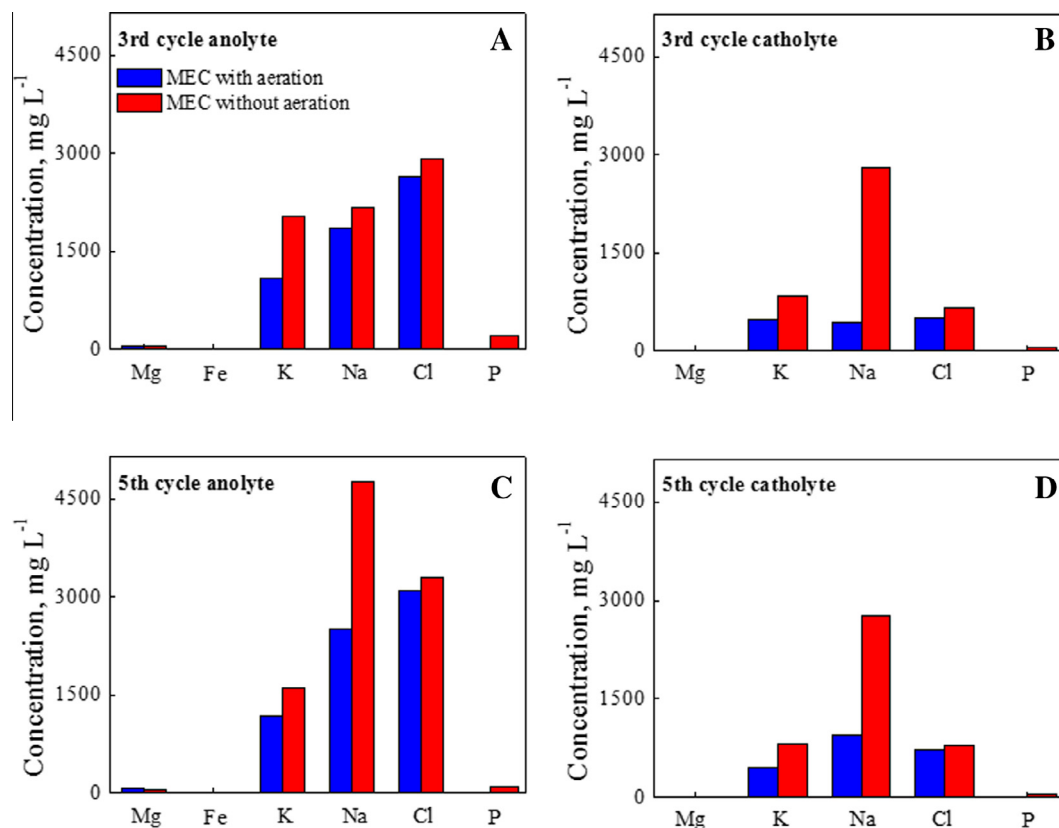 3rd cycle anolyte
A
MEC with aeration
MEC without aeration
Concentration, mg L⁻¹
4500
3000
1500
0
Mg Fe K Na Cl P
3rd cycle catholyte
B
Concentration, mg L⁻¹
4500
3000
1500
0
Mg K Na Cl P
5th cycle anolyte
C
Concentration, mg L⁻¹
4500
3000
1500
0
Mg Fe K Na Cl P
5th cycle catholyte
D
Concentration, mg L⁻¹
4500
3000
1500
0
Mg K Na Cl P